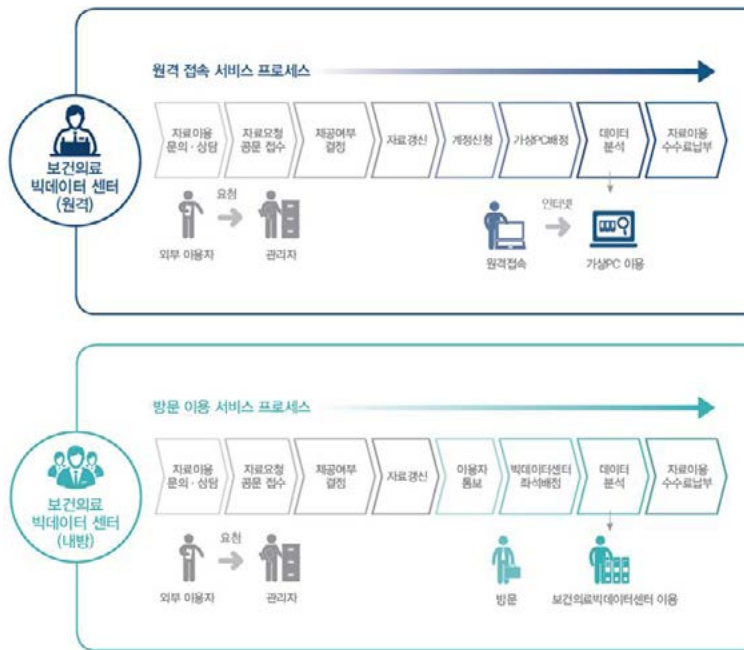 원격 접속 서비스 프로세스
보건의료
빅데이터 센터
(원격)
자료이용
문의·상담
자료요청
공문 접수
제공여부
결정
자료갱신
계정신청
가상PC배정
데이터
분석
자료이용
수수료납부
요청
외부 이용자
관리자
인터넷
원격접속
가상PC 이용
방문 이용 서비스 프로세스
보건의료
빅데이터 센터
(내방)
자료이용
문의·상담
자료요청
공문 접수
제공여부
결정
자료갱신
이용자
통보
빅데이터센터
좌석배정
데이터
분석
자료이용
수수료납부
요청
외부 이용자
관리자
방문
보건의료빅데이터센터 이용